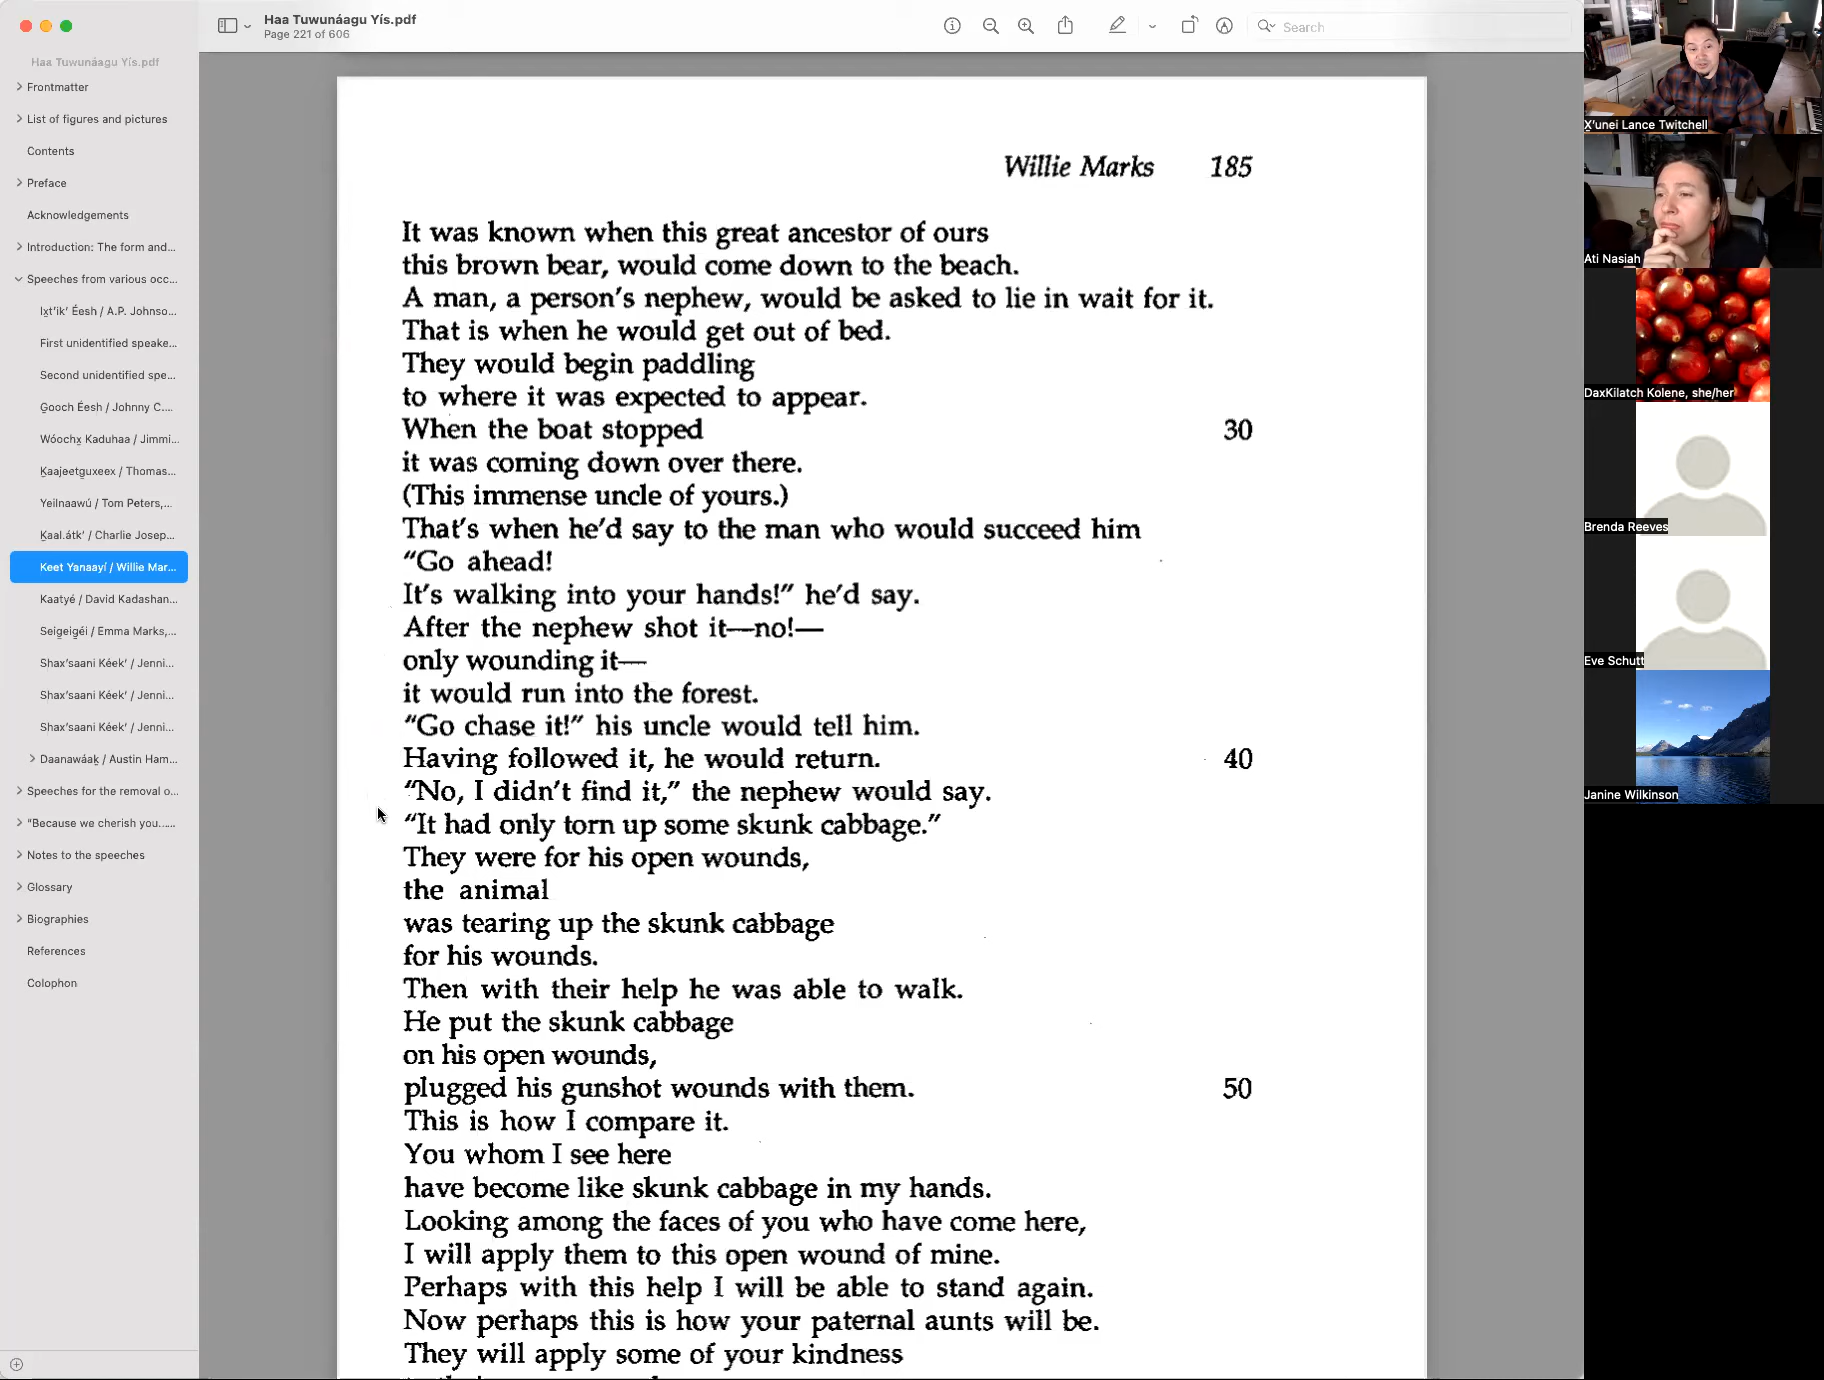 Haa Tuwunáagu Yís.pdf
Page 221 of 606
Search
Haa Tuwunáagu Yís.pdf
Frontmatter
List of figures and pictures
Contents
Preface
Acknowledgements
Introduction: The form and...
Speeches from various occ...
Ix̱t'ik' Éesh / A.P. Johnso...
First unidentified speake...
Second unidentified spe...
G̱ooch Éesh / Johnny C....
Wóochx̱ Kaduhaa / Jimmi...
Ḵaajeetg̱uxeex / Thomas...
Yeilnaawú / Tom Peters,...
Ḵaal.átk' / Charlie Josep...
Keet Yanaayí / Willie Mar...
Kaatyé / David Kadashan...
Seig̱eig̱éi / Emma Marks,...
Shax'saani Kéek' / Jenni...
Shax'saani Kéek' / Jenni...
Shax'saani Kéek' / Jenni...
Daanawáaḵ / Austin Ham...
Speeches for the removal o...
"Because we cherish you......
Notes to the speeches
Glossary
Biographies
References
Colophon
Willie Marks 185
It was known when this great ancestor of ours
this brown bear, would come down to the beach.
A man, a person's nephew, would be asked to lie in wait for it.
That is when he would get out of bed.
They would begin paddling
to where it was expected to appear.
When the boat stopped 30
it was coming down over there.
(This immense uncle of yours.)
That's when he'd say to the man who would succeed him
"Go ahead!
It's walking into your hands!" he'd say.
After the nephew shot it—no!—
only wounding it—
it would run into the forest.
"Go chase it!" his uncle would tell him.
Having followed it, he would return. 40
"No, I didn't find it," the nephew would say.
"It had only torn up some skunk cabbage."
They were for his open wounds,
the animal
was tearing up the skunk cabbage
for his wounds.
Then with their help he was able to walk.
He put the skunk cabbage
on his open wounds,
plugged his gunshot wounds with them. 50
This is how I compare it.
You whom I see here
have become like skunk cabbage in my hands.
Looking among the faces of you who have come here,
I will apply them to this open wound of mine.
Perhaps with this help I will be able to stand again.
Now perhaps this is how your paternal aunts will be.
They will apply some of your kindness
X̱'unei Lance Twitchell
Ati Nasiah
DaxKilatch Kolene, she/her
Brenda Reeves
Eve Schutt
Janine Wilkinson